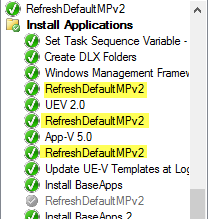 RefreshDefaultMPv2
Install Applications
Set Task Sequence Variable -
Create DLX Folders
Windows Management Framew
RefreshDefaultMPv2
UEV 2.0
RefreshDefaultMPv2
App-V 5.0
RefreshDefaultMPv2
Update UE-V Templates at Log
Install BaseApps
RefreshDefaultMPv2
Install BaseApps 2